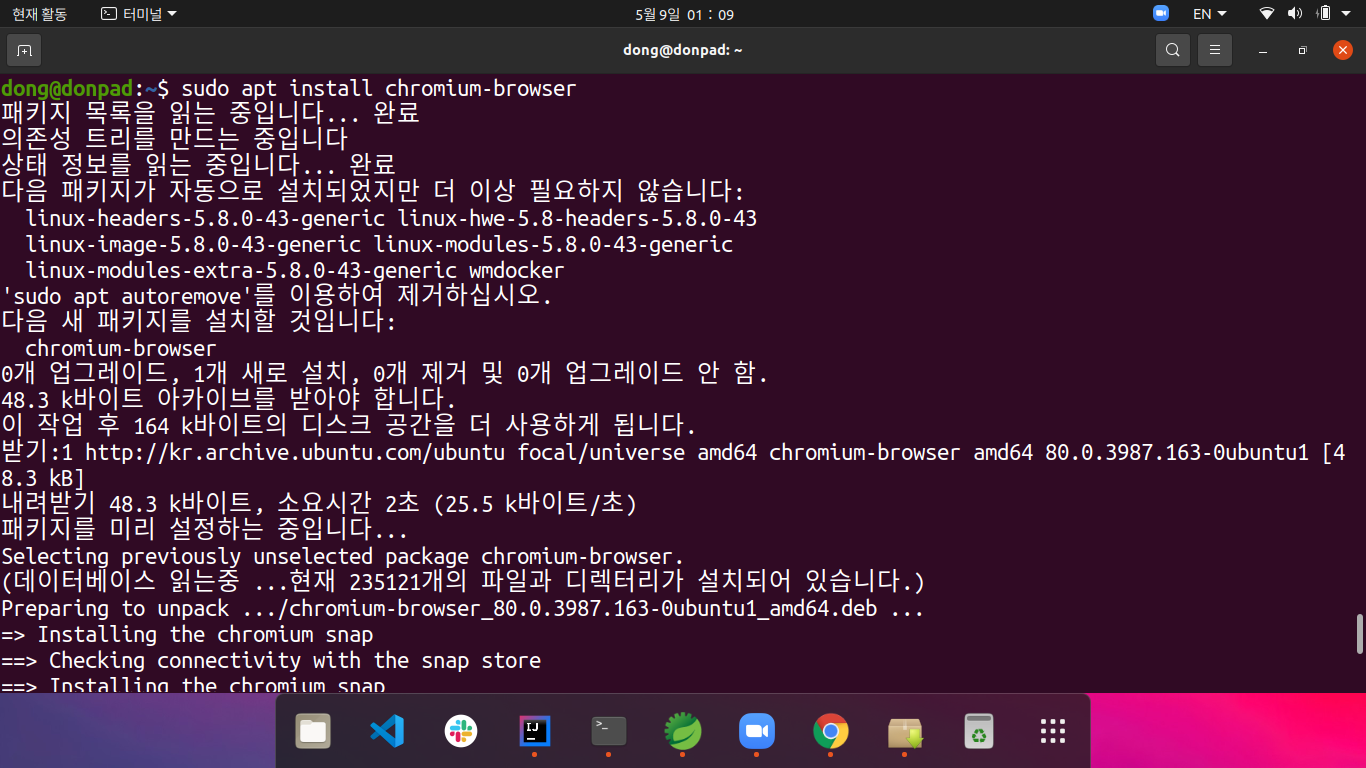 현재 활동
터미널
5월 9일 01 : 09
EN
dong@donpad: ~
dong@donpad:~$ sudo apt install chromium-browser
패키지 목록을 읽는 중입니다... 완료
의존성 트리를 만드는 중입니다
상태 정보를 읽는 중입니다... 완료
다음 패키지가 자동으로 설치되었지만 더 이상 필요하지 않습니다:
linux-headers-5.8.0-43-generic linux-hwe-5.8-headers-5.8.0-43
linux-image-5.8.0-43-generic linux-modules-5.8.0-43-generic
linux-modules-extra-5.8.0-43-generic wmdocker
'sudo apt autoremove'를 이용하여 제거하십시오.
다음 새 패키지를 설치할 것입니다:
chromium-browser
0개 업그레이드, 1개 새로 설치, 0개 제거 및 0개 업그레이드 안 함.
48.3 k바이트 아카이브를 받아야 합니다.
이 작업 후 164 k바이트의 디스크 공간을 더 사용하게 됩니다.
받기:1 http://kr.archive.ubuntu.com/ubuntu focal/universe amd64 chromium-browser amd64 80.0.3987.163-0ubuntu1 [4
8.3 kB]
내려받기 48.3 k바이트, 소요시간 2초 (25.5 k바이트/초)
패키지를 미리 설정하는 중입니다...
Selecting previously unselected package chromium-browser.
(데이터베이스 읽는중 ...현재 235121개의 파일과 디렉터리가 설치되어 있습니다.)
Preparing to unpack .../chromium-browser_80.0.3987.163-0ubuntu1_amd64.deb ...
=> Installing the chromium snap
==> Checking connectivity with the snap store
==> Installing the chromium snap
IJ
>_